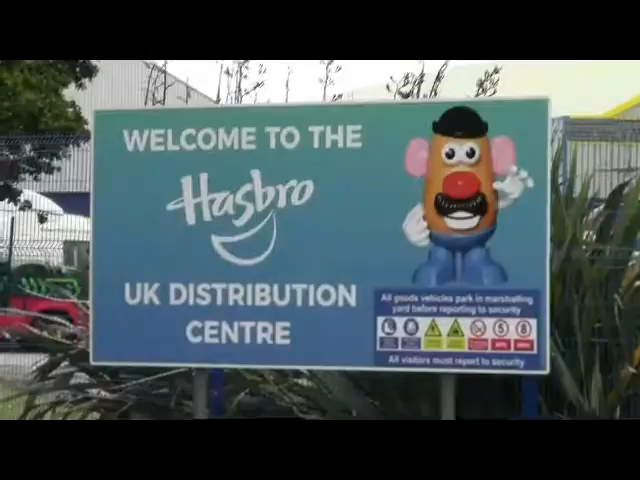 WELCOME TO THE
Hasbro
UK DISTRIBUTION
CENTRE
All goods vehicles park in marshalling
yard before reporting to security
5 8
All visitors must report to security